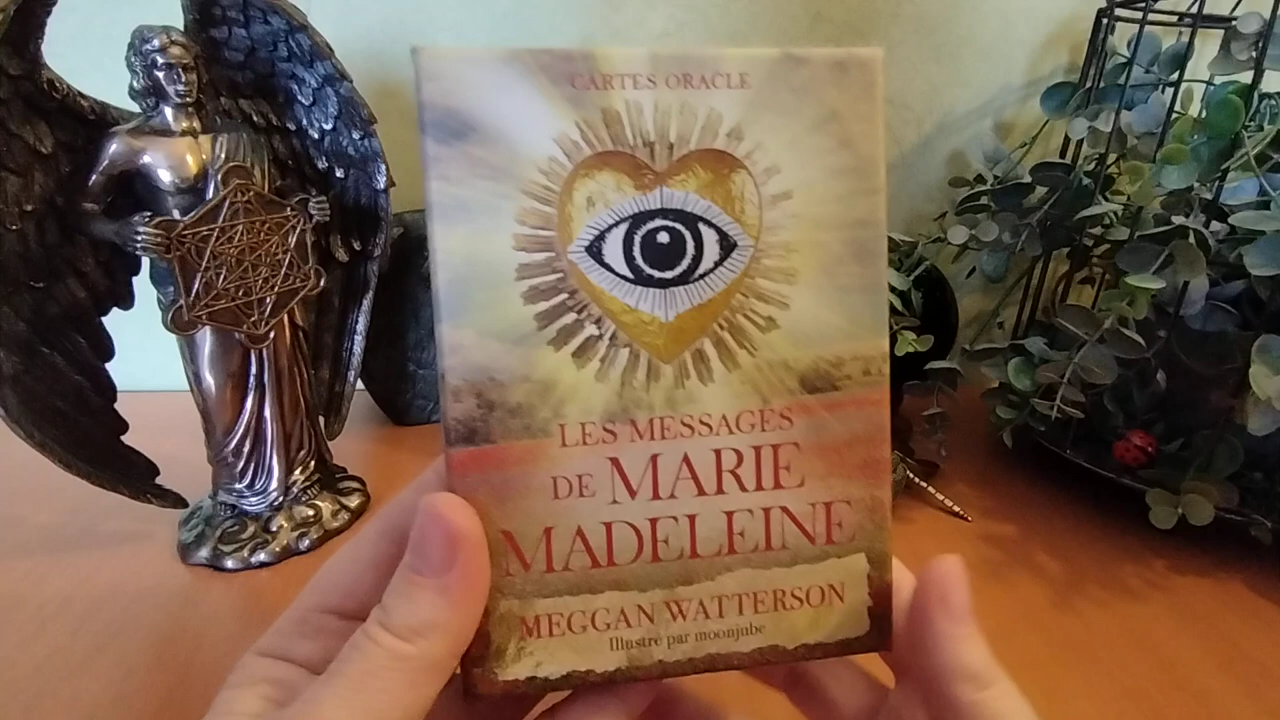 CARTES ORACLE
LES MESSAGES
DE MARIE
MADELEINE
MEGGAN WATTERSON
Illustré par moonjube